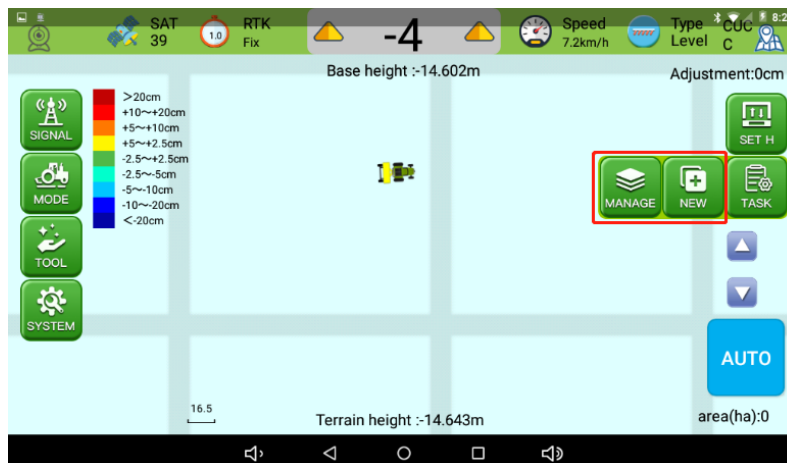 SAT
39
1.0
RTK
Fix
-4
Speed
7.2km/h
Type
Level
CUC
C
8:2
Base height :-14.602m
Adjustment:0cm
SIGNAL
MODE
TOOL
SYSTEM
>20cm
+10~+20cm
+5~+10cm
+5~+2.5cm
-2.5~+2.5cm
-2.5~-5cm
-5~-10cm
-10~-20cm
<-20cm
SET H
MANAGE
NEW
TASK
AUTO
16.5
Terrain height :-14.643m
area(ha):0